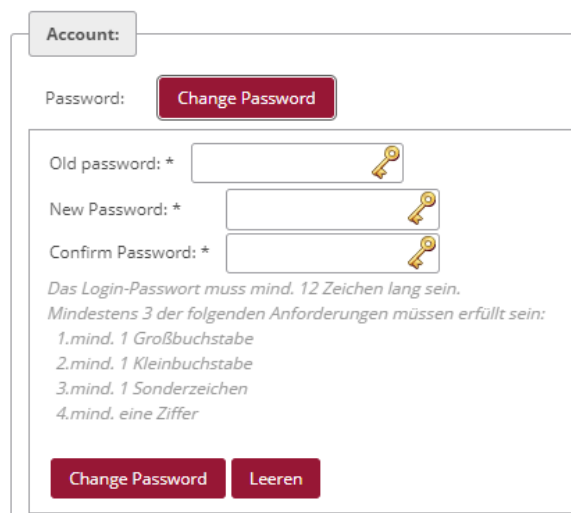 Account:
Password: Change Password
Old password: *
New Password: *
Confirm Password: *
Das Login-Passwort muss mind. 12 Zeichen lang sein.
Mindestens 3 der folgenden Anforderungen müssen erfüllt sein:
1.mind. 1 Großbuchstabe
2.mind. 1 Kleinbuchstabe
3.mind. 1 Sonderzeichen
4.mind. eine Ziffer
Change Password Leeren